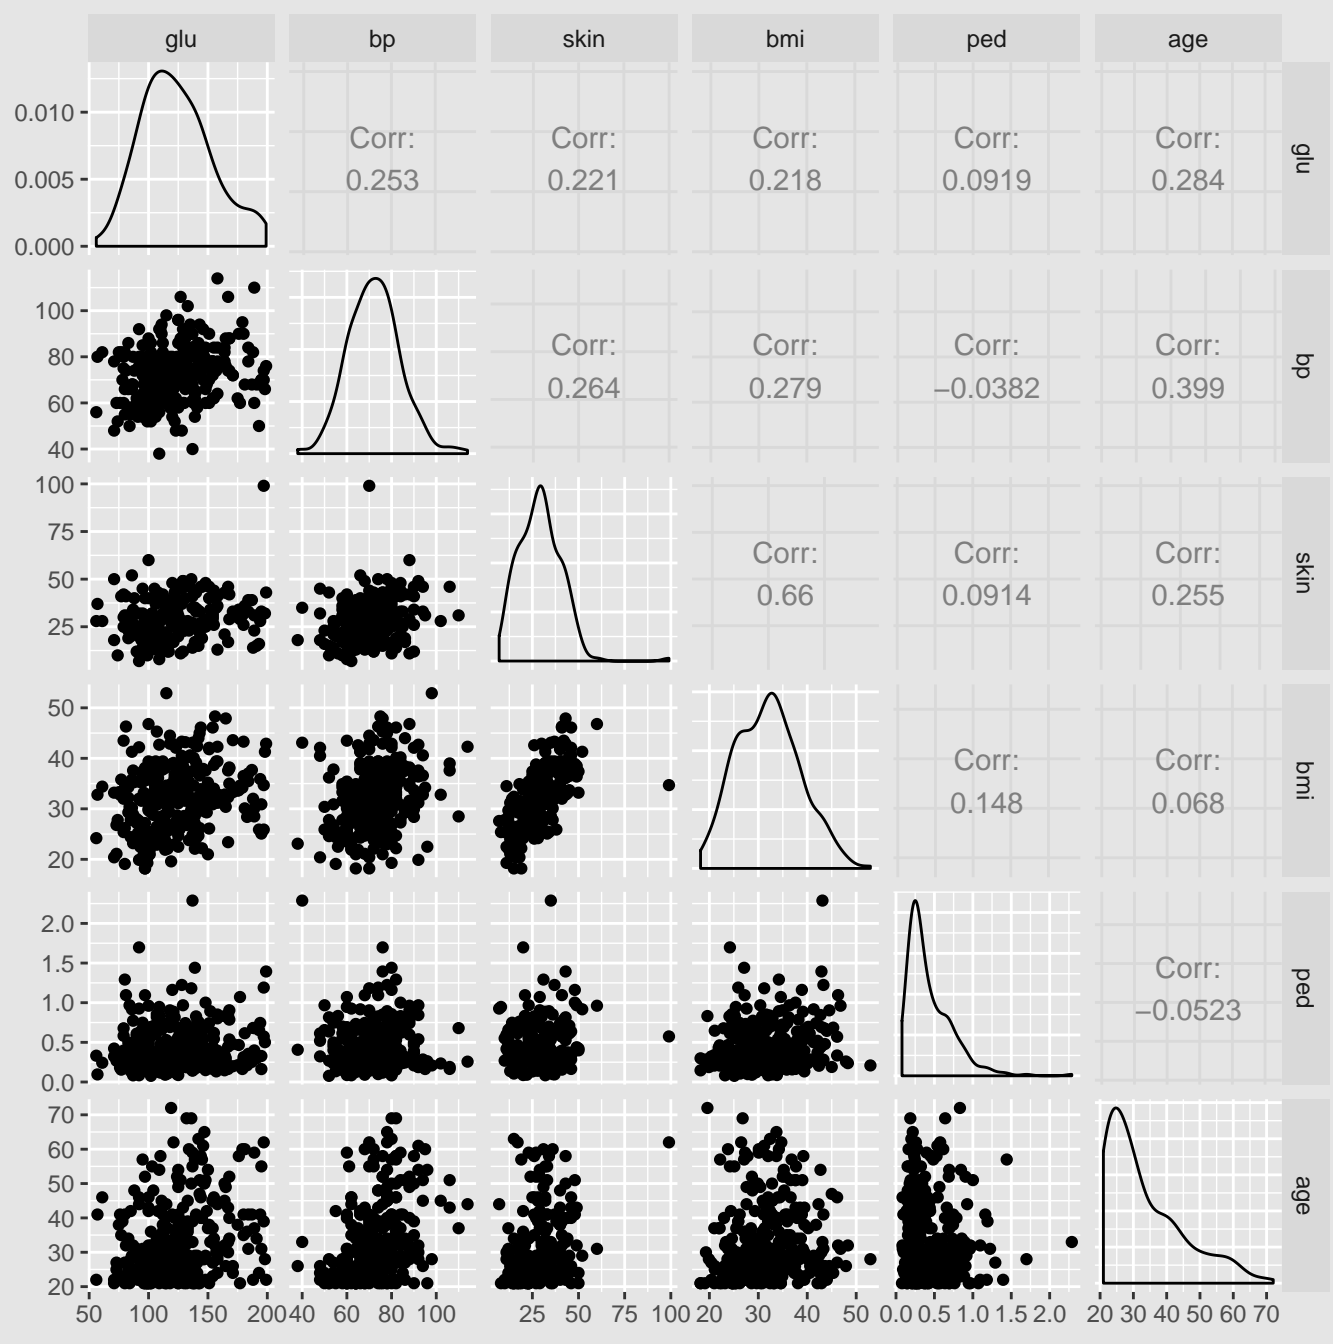 glu bp skin bmi ped age
0.010
0.005
0.000
Corr: Corr: Corr: Corr: Corr:
0.253 0.221 0.218 0.0919 0.284
glu
100
80
60
40
Corr: Corr: Corr: Corr:
0.264 0.279 −0.0382 0.399
bp
100
75
50
25
Corr: Corr: Corr:
0.66 0.0914 0.255
skin
50
40
30
20
Corr: Corr:
0.148 0.068
bmi
2.0
1.5
1.0
0.5
0.0
Corr:
−0.0523
ped
70
60
50
40
30
20
age
50 100 150 200 40 60 80 100 25 50 75 100 20 30 40 50 0.0 0.5 1.0 1.5 2.0 20 30 40 50 60 70